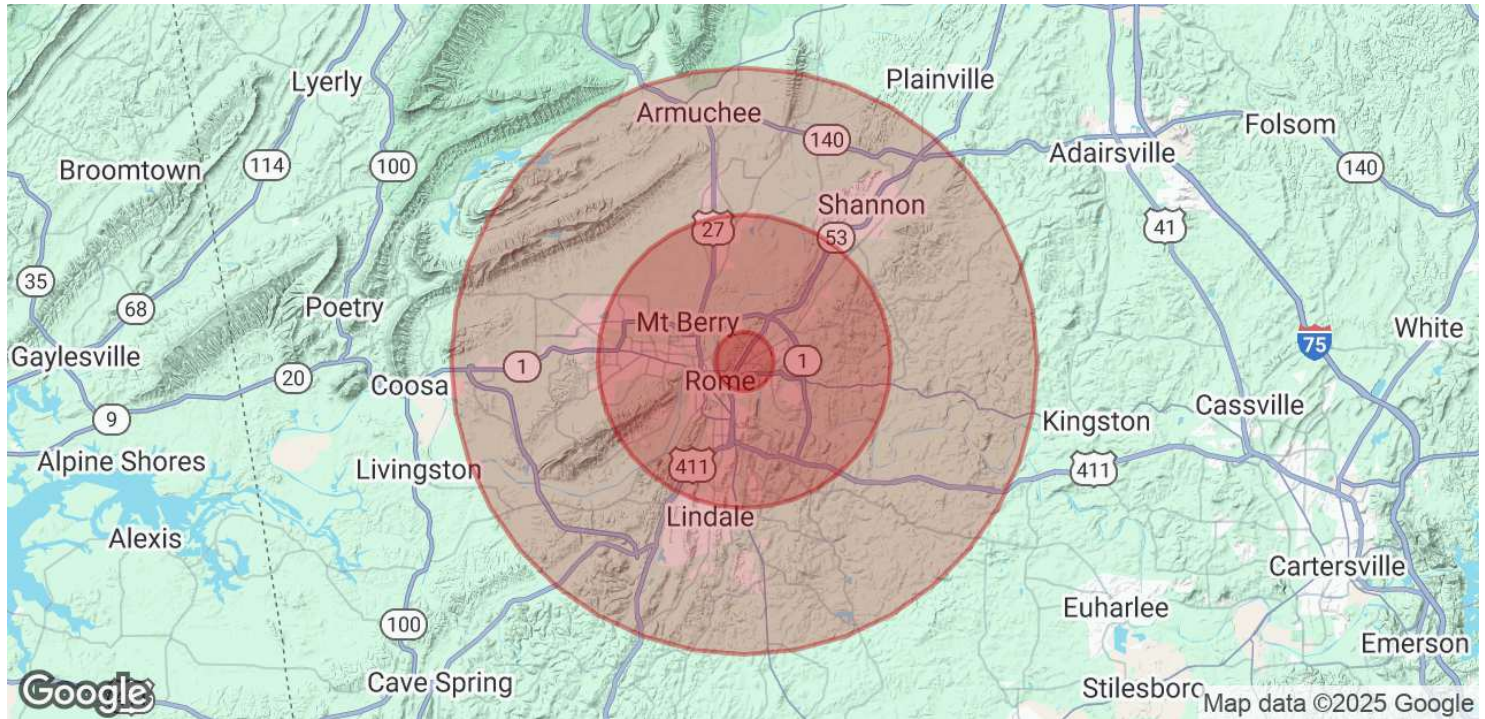 Lyerly
Plainville
Armuchee
Folsom
114
140
Adairsville
Broomtown
100
140
Shannon
27
53
41
35
Poetry
68
Mt Berry
White
75
Gaylesville
1
1
20
Coosa
Rome
Cassville
9
Kingston
Alpine Shores
Livingston
411
411
Lindale
Alexis
Cartersville
Euharlee
100
Emerson
Cave Spring
Stilesboro
Google
Map data ©2025 Google